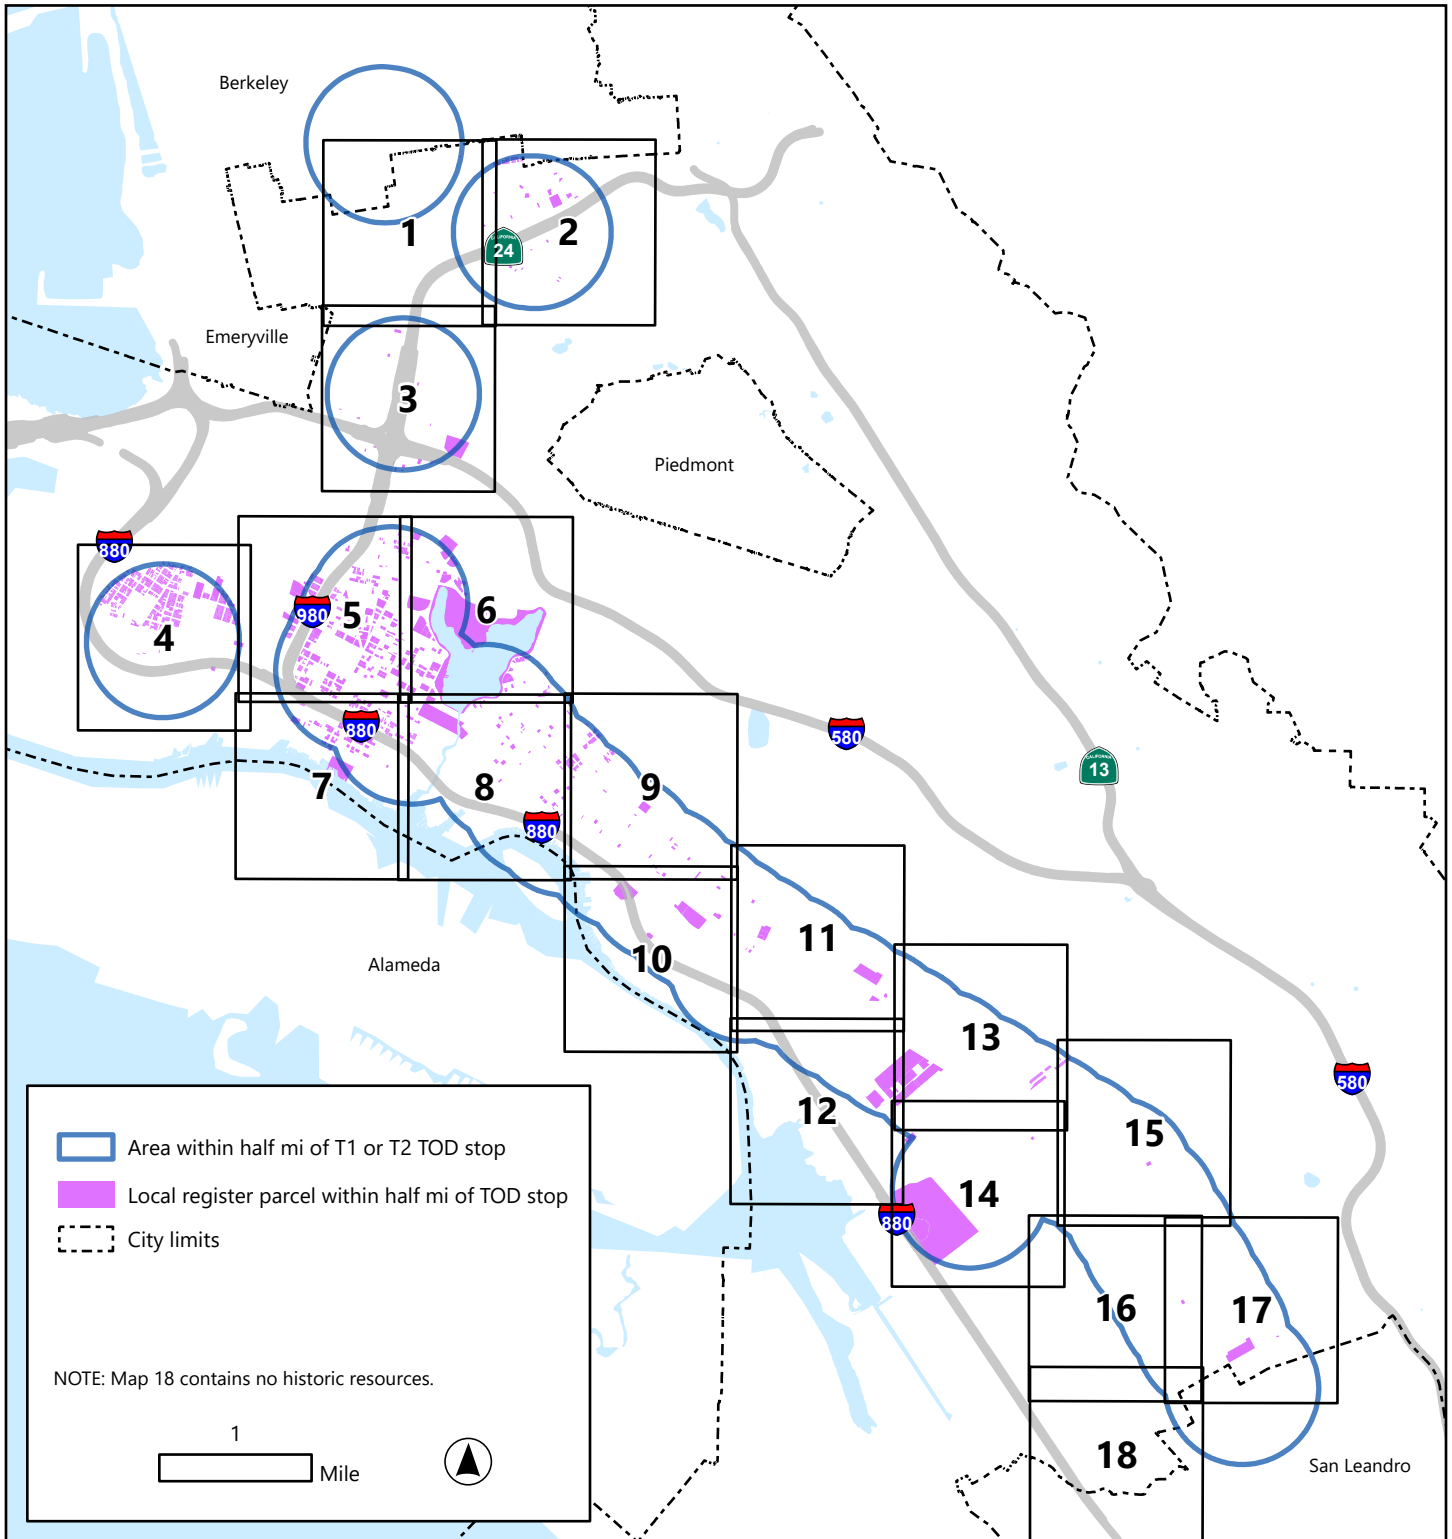 Berkeley
1
2
CALIFORNIA
24
Emeryville
3
Piedmont
880
4
980
5
6
880
7
8
880
9
580
CALIFORNIA
13
10
11
Alameda
12
13
580
14
15
880
16
17
18
San Leandro
Area within half mi of T1 or T2 TOD stop
Local register parcel within half mi of TOD stop
City limits
NOTE: Map 18 contains no historic resources.
1
Mile